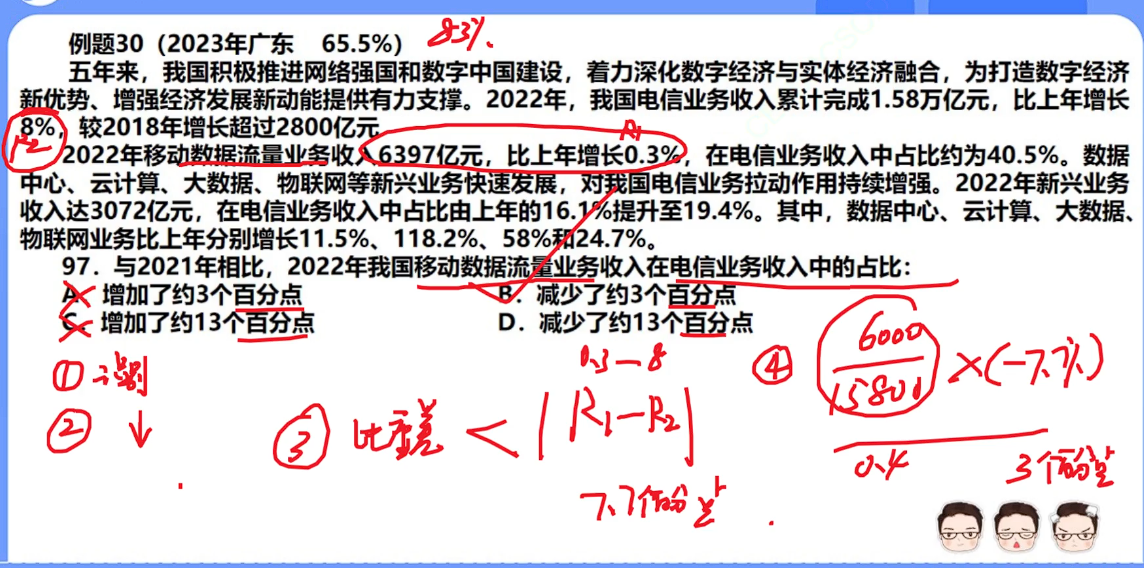 例题30（2023年广东 65.5%） 83%.
五年来，我国积极推进网络强国和数字中国建设，着力深化数字经济与实体经济融合，为打造数字经济
新优势、增强经济发展新动能提供有力支撑。2022年，我国电信业务收入累计完成1.58万亿元，比上年增长
8%，较2018年增长超过2800亿元
R2
R1
2022年移动数据流量业务收入6397亿元，比上年增长0.3%，在电信业务收入中占比约为40.5%。数据
中心、云计算、大数据、物联网等新兴业务快速发展，对我国电信业务拉动作用持续增强。2022年新兴业务
收入达3072亿元，在电信业务收入中占比由上年的16.1%提升至19.4%。其中，数据中心、云计算、大数据、
物联网业务比上年分别增长11.5%、118.2%、58%和24.7%。
97．与2021年相比，2022年我国移动数据流量业务收入在电信业务收入中的占比：
A．增加了约3个百分点 B．减少了约3个百分点
C．增加了约13个百分点 D．减少了约13个百分点
① 识别
② ↓
0.3—8
③ 比重差 < |R1—R2|
7.7个百分点
④ 6000/15800 ×(-7.7%)
0.4 3个百分点